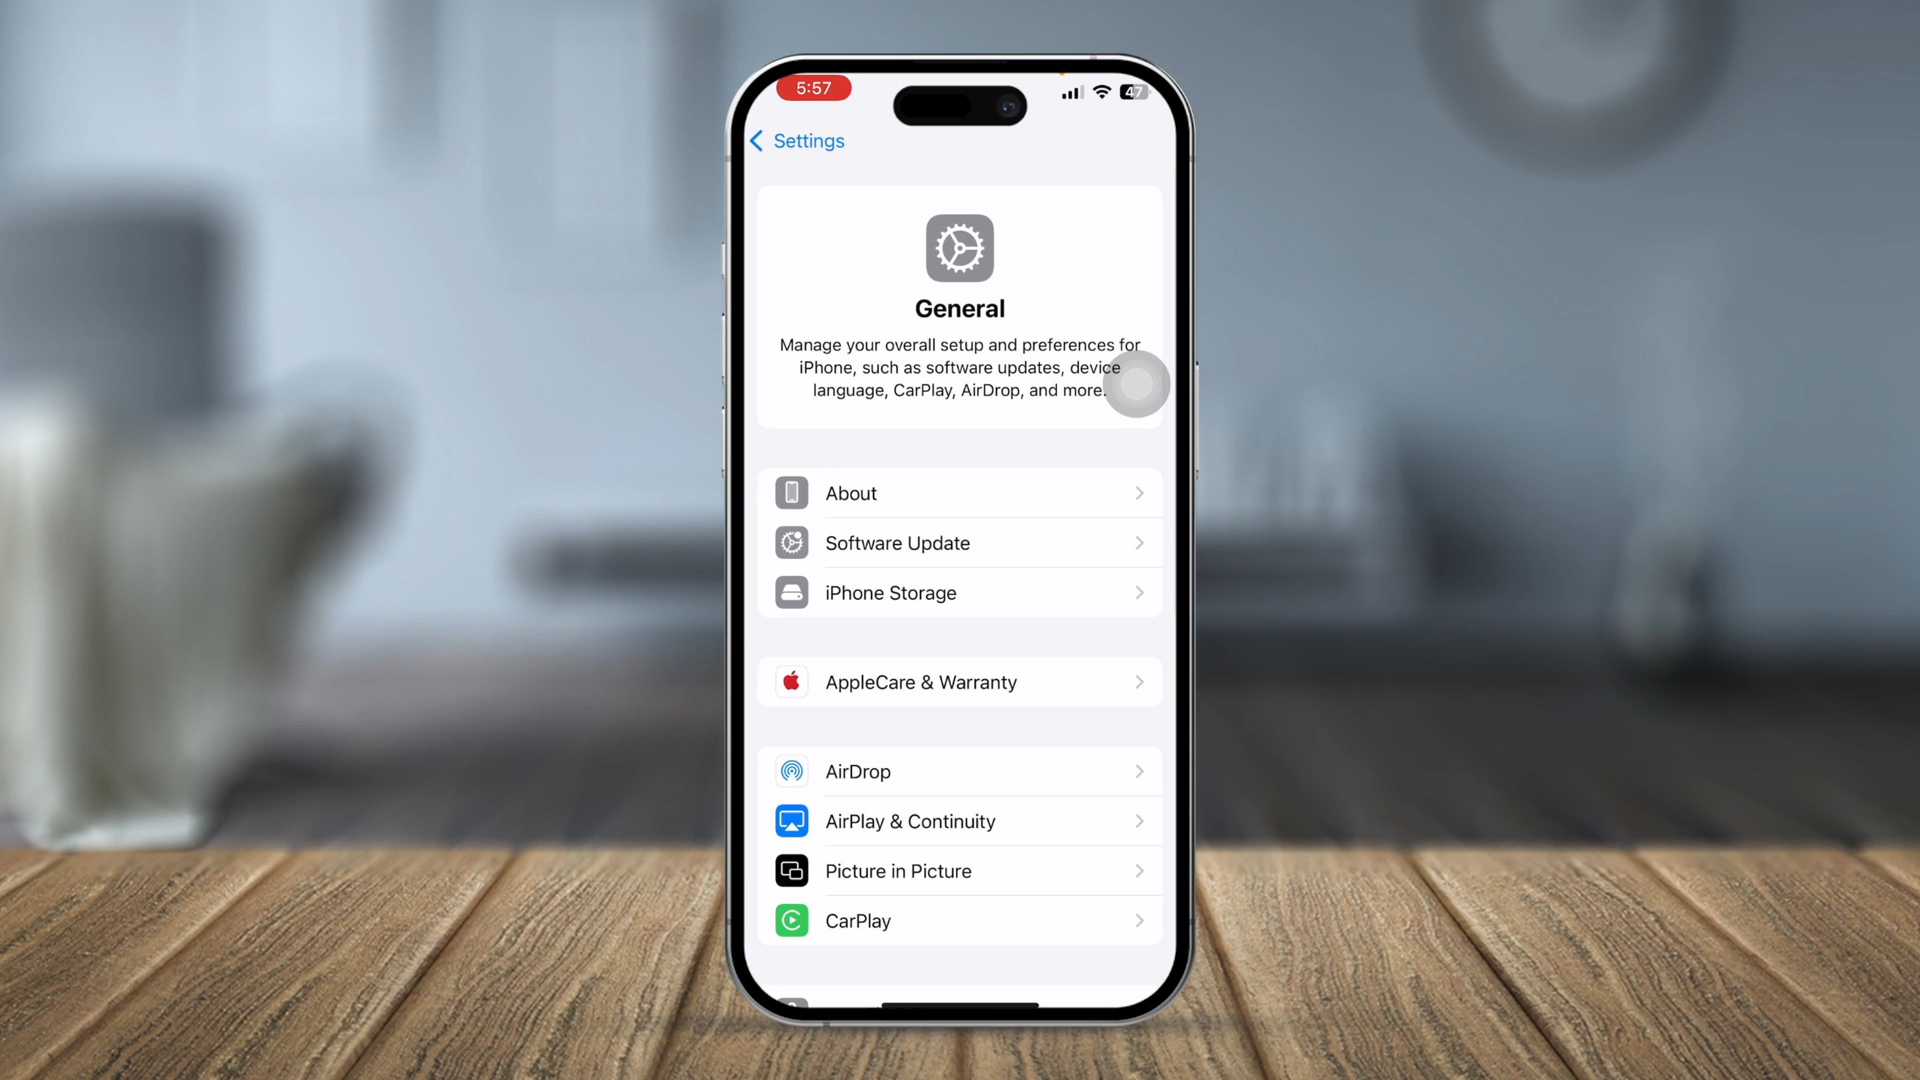 5:57
47
Settings
General
Manage your overall setup and preferences for
iPhone, such as software updates, device
language, CarPlay, AirDrop, and more.
About
Software Update
iPhone Storage
AppleCare & Warranty
AirDrop
AirPlay & Continuity
Picture in Picture
CarPlay